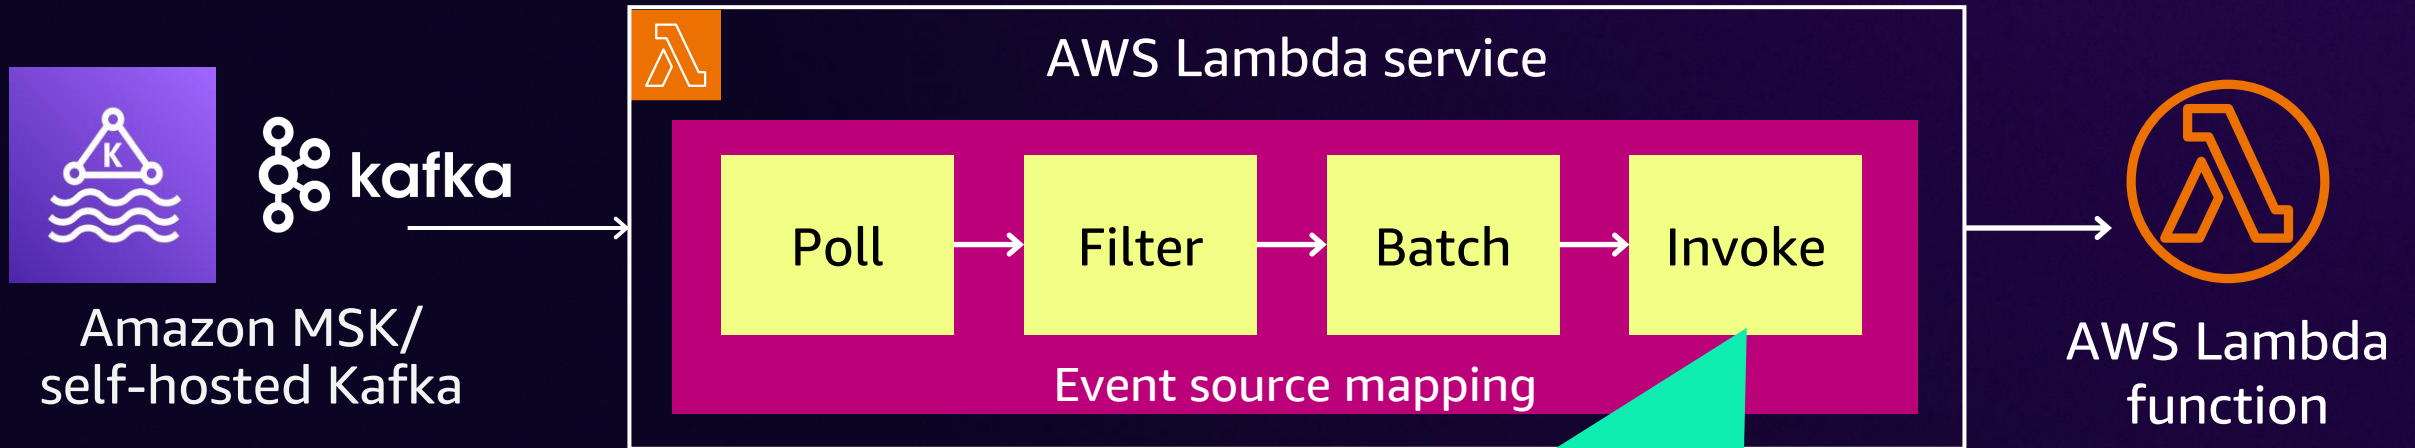 AWS Lambda service
K
kafka
Amazon MSK/
self-hosted Kafka
Poll
Filter
Batch
Invoke
Event source mapping
AWS Lambda
function